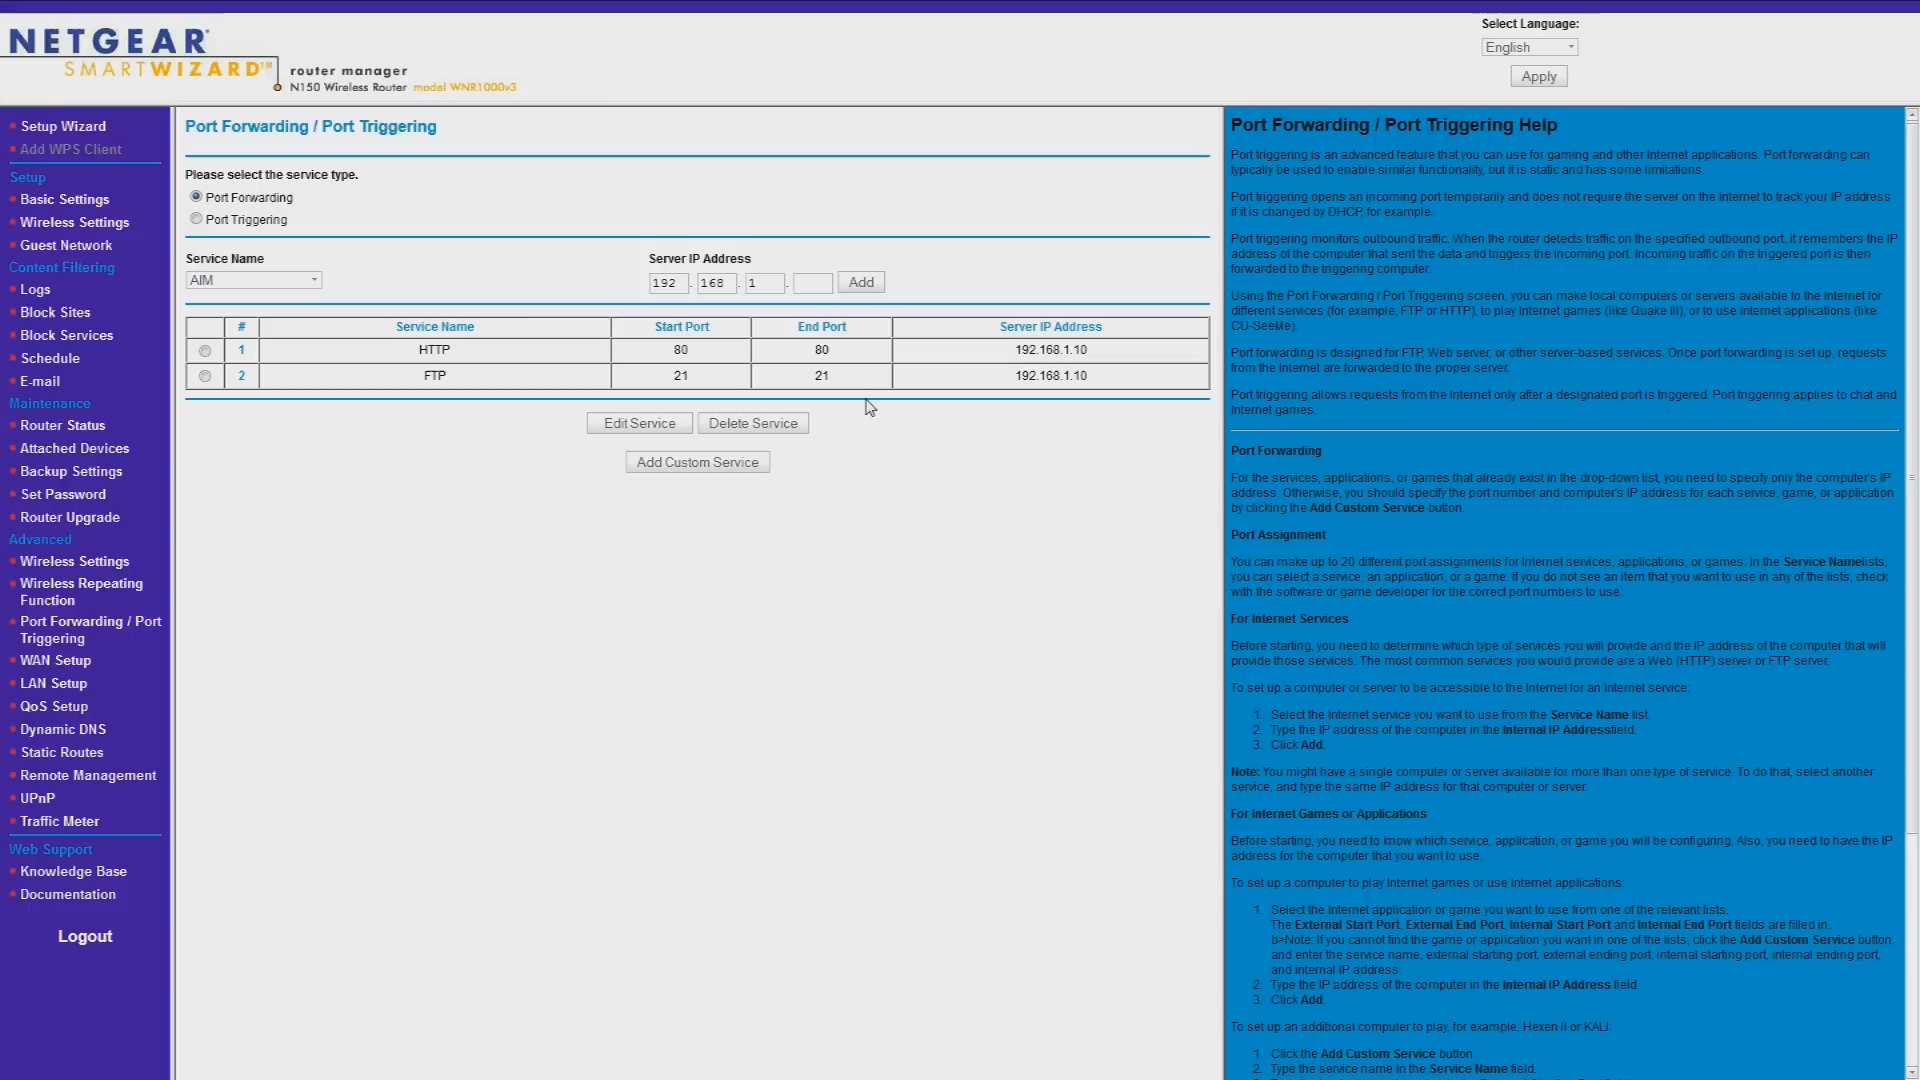 NETGEAR
SMARTWIZARD™
router manager
N150 Wireless Router model WNR1000v3
Select Language:
English
Apply
Setup Wizard
Add WPS Client
Setup
Basic Settings
Wireless Settings
Guest Network
Content Filtering
Logs
Block Sites
Block Services
Schedule
E-mail
Maintenance
Router Status
Attached Devices
Backup Settings
Set Password
Router Upgrade
Advanced
Wireless Settings
Wireless Repeating
Function
Port Forwarding / Port
Triggering
WAN Setup
LAN Setup
QoS Setup
Dynamic DNS
Static Routes
Remote Management
UPnP
Traffic Meter
Web Support
Knowledge Base
Documentation
Logout
Port Forwarding / Port Triggering
Please select the service type.
Port Forwarding
Port Triggering
Service Name
AIM
Server IP Address
192 . 168 . 1 . Add
# Service Name Start Port End Port Server IP Address
1 HTTP 80 80 192.168.1.10
2 FTP 21 21 192.168.1.10
Edit Service Delete Service
Add Custom Service
Port Forwarding / Port Triggering Help
Port triggering is an advanced feature that you can use for gaming and other Internet applications. Port forwarding can
typically be used to enable similar functionality, but it is static and has some limitations.
Port triggering opens an incoming port temporarily and does not require the server on the Internet to track your IP address
if it is changed by DHCP, for example.
Port triggering monitors outbound traffic. When the router detects traffic on the specified outbound port, it remembers the IP
address of the computer that sent the data and triggers the incoming port. Incoming traffic on the triggered port is then
forwarded to the triggering computer.
Using the Port Forwarding / Port Triggering screen, you can make local computers or servers available to the Internet for
different services (for example, FTP or HTTP), to play Internet games (like Quake III), or to use Internet applications (like
CU-SeeMe).
Port forwarding is designed for FTP, Web server, or other server-based services. Once port forwarding is set up, requests
from the Internet are forwarded to the proper server.
Port triggering allows requests from the Internet only after a designated port is triggered. Port triggering applies to chat and
Internet games.
Port Forwarding
For the services, applications, or games that already exist in the drop-down list, you need to specify only the computer's IP
address. Otherwise, you should specify the port number and computer's IP address for each service, game, or application
by clicking the Add Custom Service button.
Port Assignment
You can make up to 20 different port assignments for Internet services, applications, or games. In the Service Namelists,
you can select a service, an application, or a game. If you do not see an item that you want to use in any of the lists, check
with the software or game developer for the correct port numbers to use.
For Internet Services
Before starting, you need to determine which type of services you will provide and the IP address of the computer that will
provide those services. The most common services you would provide are a Web (HTTP) server or FTP server.
To set up a computer or server to be accessible to the Internet for an Internet service:
1. Select the Internet service you want to use from the Service Name list.
2. Type the IP address of the computer in the Internal IP Addressfield.
3. Click Add.
Note: You might have a single computer or server available for more than one type of service. To do that, select another
service, and type the same IP address for that computer or server.
For Internet Games or Applications
Before starting, you need to know which service, application, or game you will be configuring. Also, you need to have the IP
address for the computer that you want to use.
To set up a computer to play Internet games or use Internet applications:
1. Select the Internet application or game you want to use from one of the relevant lists.
The External Start Port, External End Port, Internal Start Port and Internal End Port fields are filled in.
b>Note: If you cannot find the game or application you want in one of the lists, click the Add Custom Service button,
and enter the service name, external starting port, external ending port, internal starting port, internal ending port,
and internal IP address.
2. Type the IP address of the computer in the Internal IP Address field.
3. Click Add.
To set up an additional computer to play, for example, Hexen II or KALI:
1. Click the Add Custom Service button
2. Type the service name in the Service Name field.